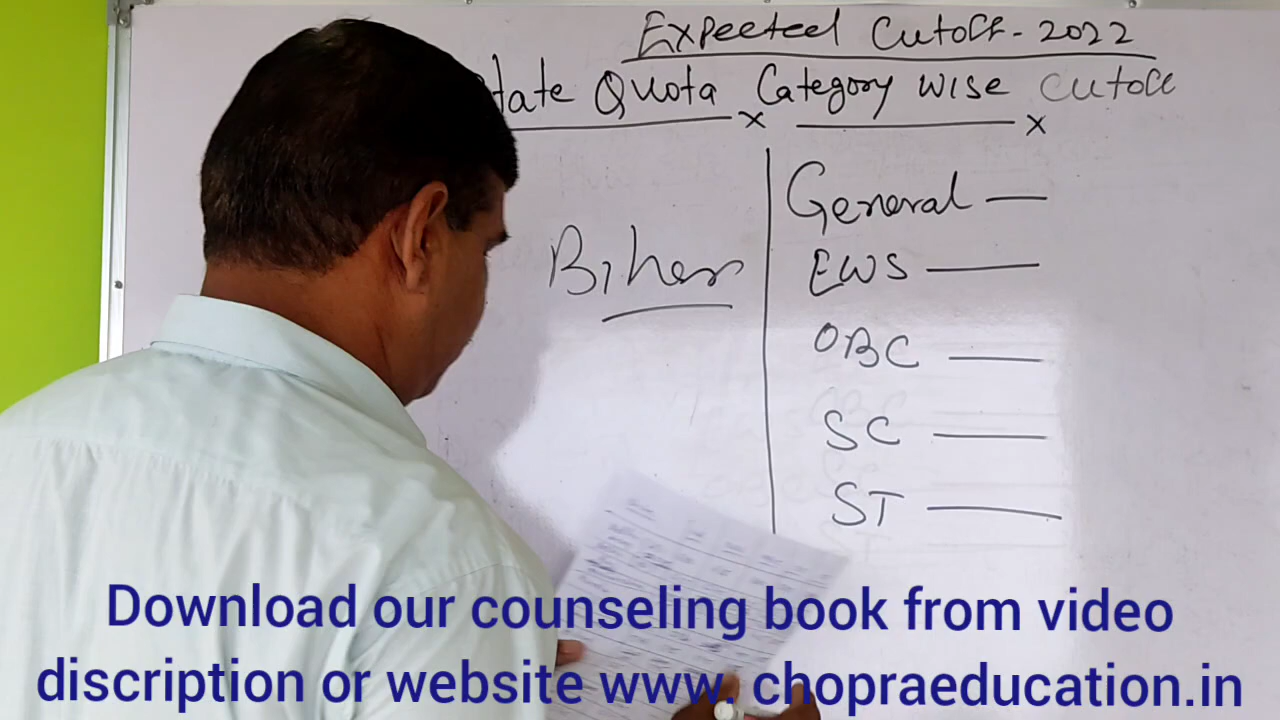 Expected Cutoff - 2022
tate Quota Category wise cutoff
General —
Bihar
EWS —
OBC —
SC —
ST —
Download our counseling book from video
discription or website www. chopraeducation.in